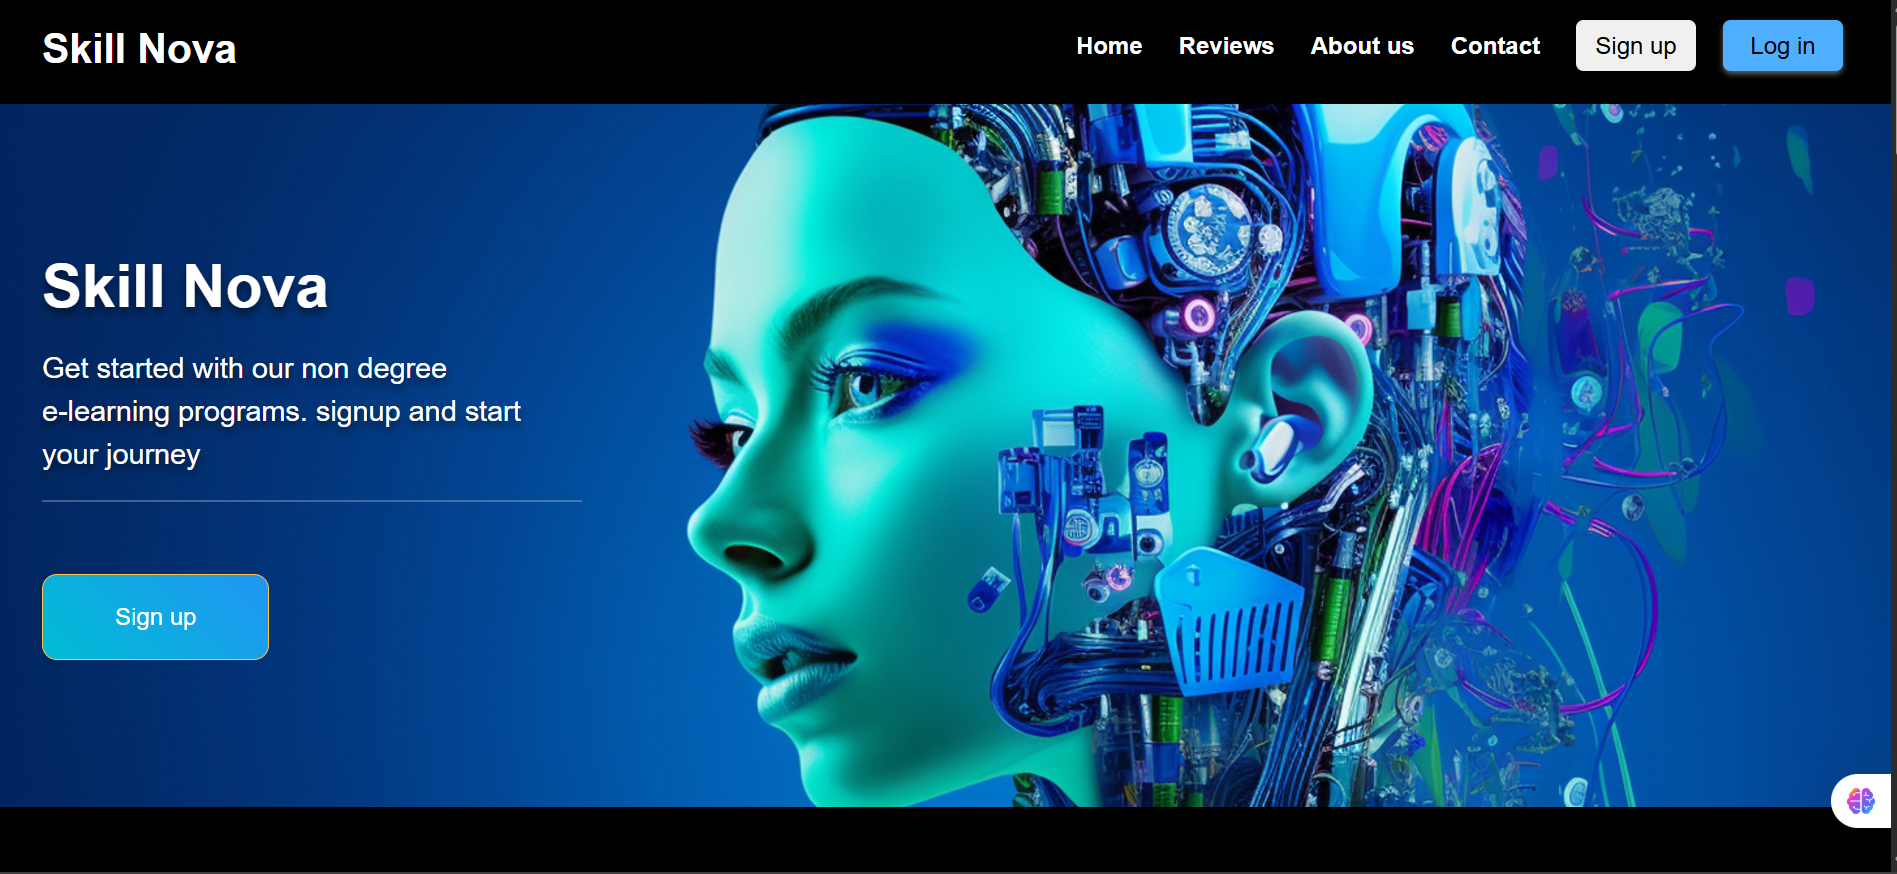 Skill Nova
Home
Reviews
About us
Contact
Sign up
Log in
Skill Nova
Get started with our non degree
e-learning programs. signup and start
your journey
Sign up